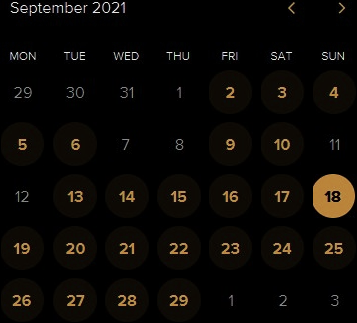 September 2021
MON TUE WED THU FRI SAT SUN
29 30 31 1 2 3 4
5 6 7 8 9 10 11
12 13 14 15 16 17 18
19 20 21 22 23 24 25
26 27 28 29 1 2 3